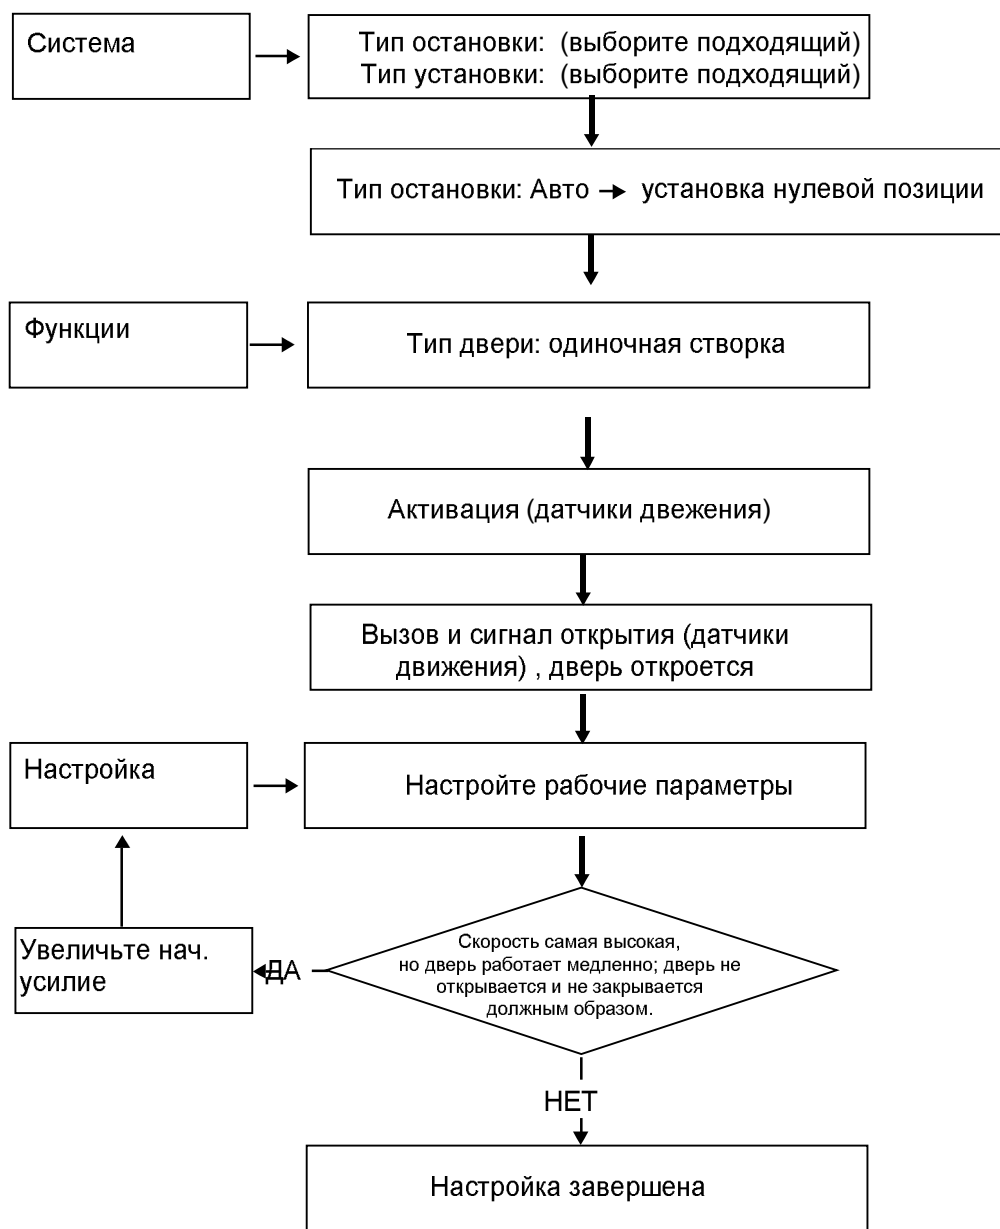 Система
Тип остановки: (выборите подходящий)
Тип установки: (выборите подходящий)
Тип остановки: Авто → установка нулевой позиции
Функции
Тип двери: одиночная створка
Активация (датчики двежения)
Вызов и сигнал открытия (датчики
движения) , дверь откроется
Настройка
Настройте рабочие параметры
Скорость самая высокая,
но дверь работает медленно; дверь не
открывается и не закрывается
должным образом.
ДА
Увеличьте нач.
усилие
НЕТ
Настройка завершена